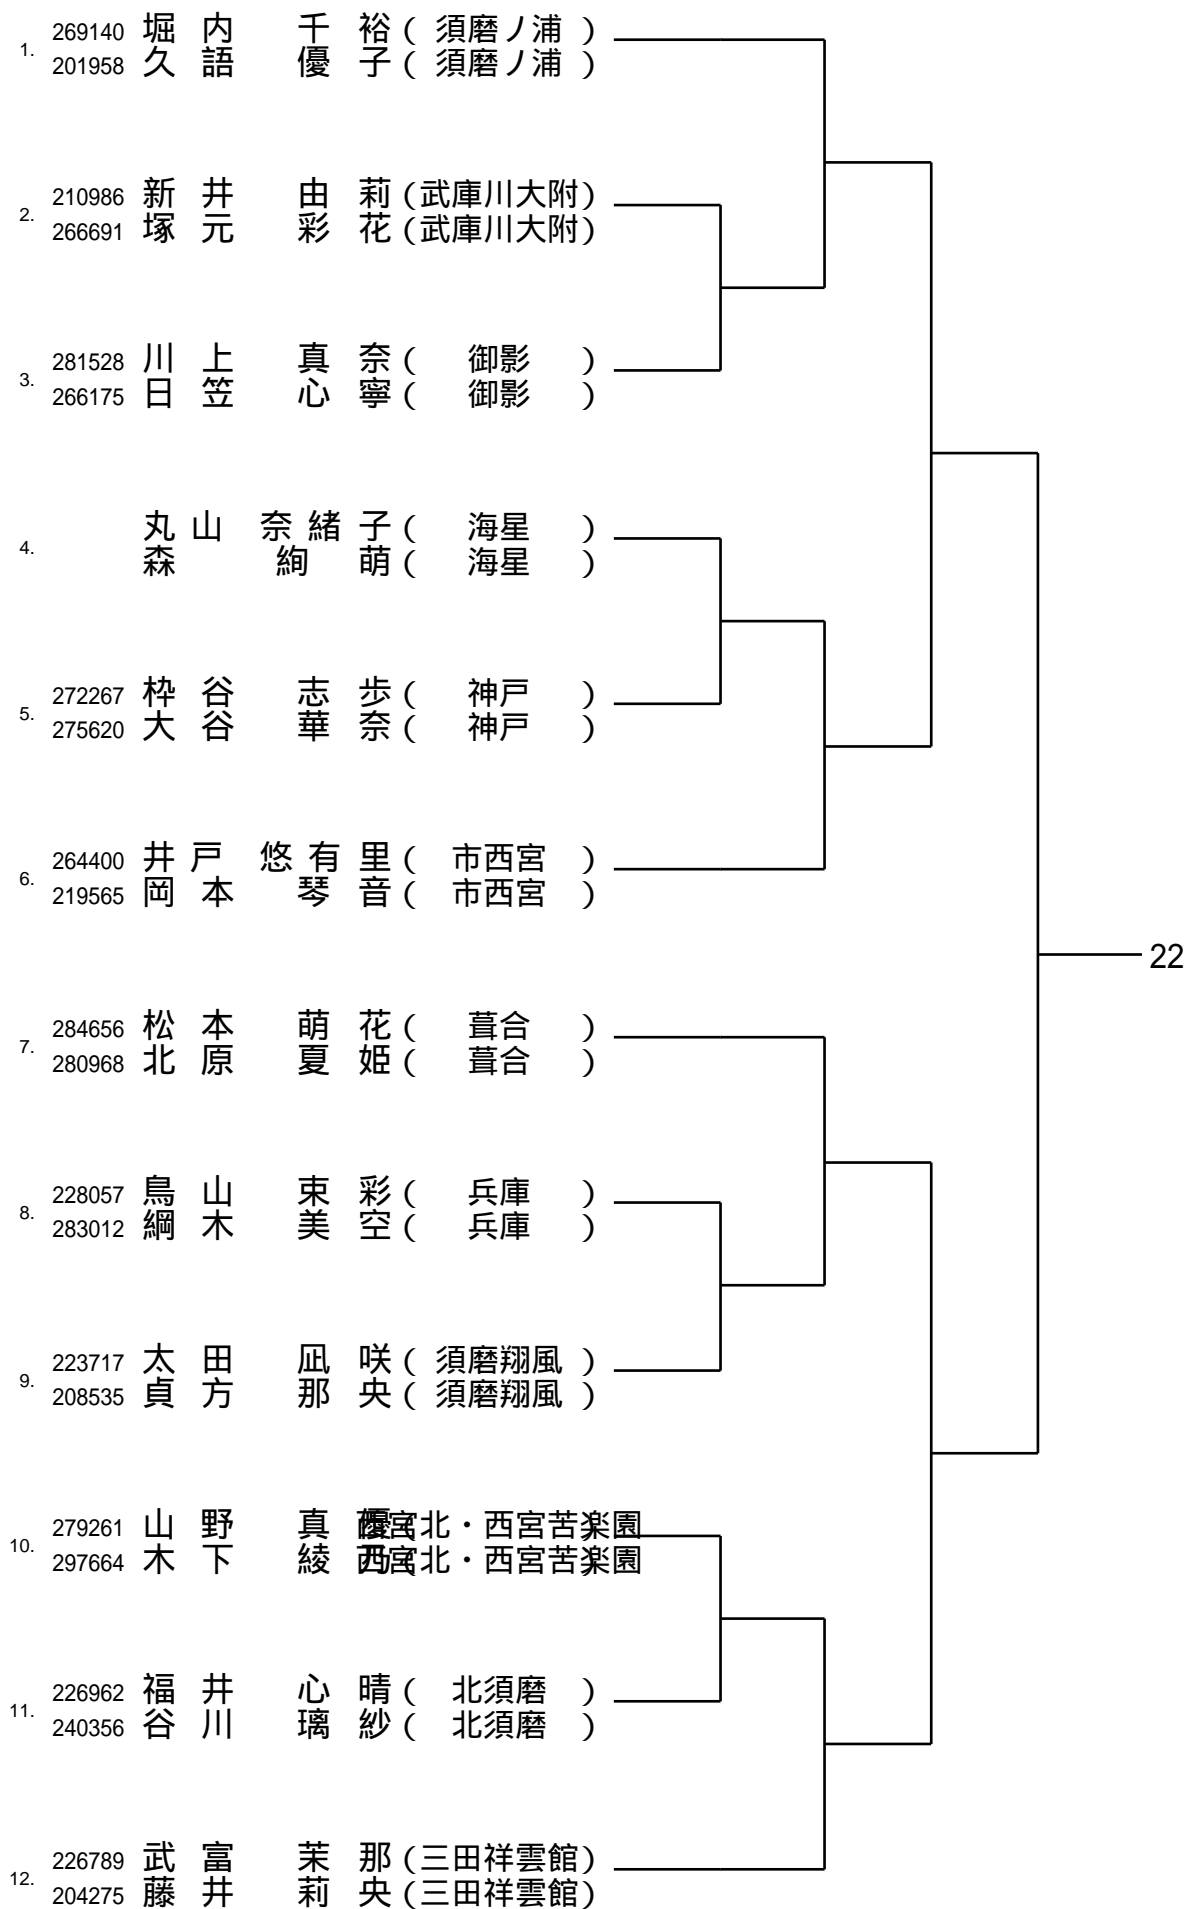 1. 269140 堀内 千裕 ( 須磨ノ浦 )
201958 久語 優子 ( 須磨ノ浦 )
2. 210986 新井 由莉 (武庫川大附)
266691 塚元 彩花 (武庫川大附)
3. 281528 川上 真奈 ( 御影 )
266175 日笠 心寧 ( 御影 )
4. 丸山 奈緒子 ( 海星 )
森 絢萌 ( 海星 )
5. 272267 枠谷 志歩 ( 神戸 )
275620 大谷 華奈 ( 神戸 )
6. 264400 井戸 悠有里 ( 市西宮 )
219565 岡本 琴音 ( 市西宮 )
22
7. 284656 松本 萌花 ( 葺合 )
280968 北原 夏姫 ( 葺合 )
8. 228057 鳥山 束彩 ( 兵庫 )
283012 綱木 美空 ( 兵庫 )
9. 223717 太田 凪咲 ( 須磨翔風 )
208535 貞方 那央 ( 須磨翔風 )
10. 279261 山野 真優 (西宮北・西宮苦楽園)
297664 木下 綾乃 (西宮北・西宮苦楽園)
11. 226962 福井 心晴 ( 北須磨 )
240356 谷川 璃紗 ( 北須磨 )
12. 226789 武富 茉那 (三田祥雲館)
204275 藤井 莉央 (三田祥雲館)